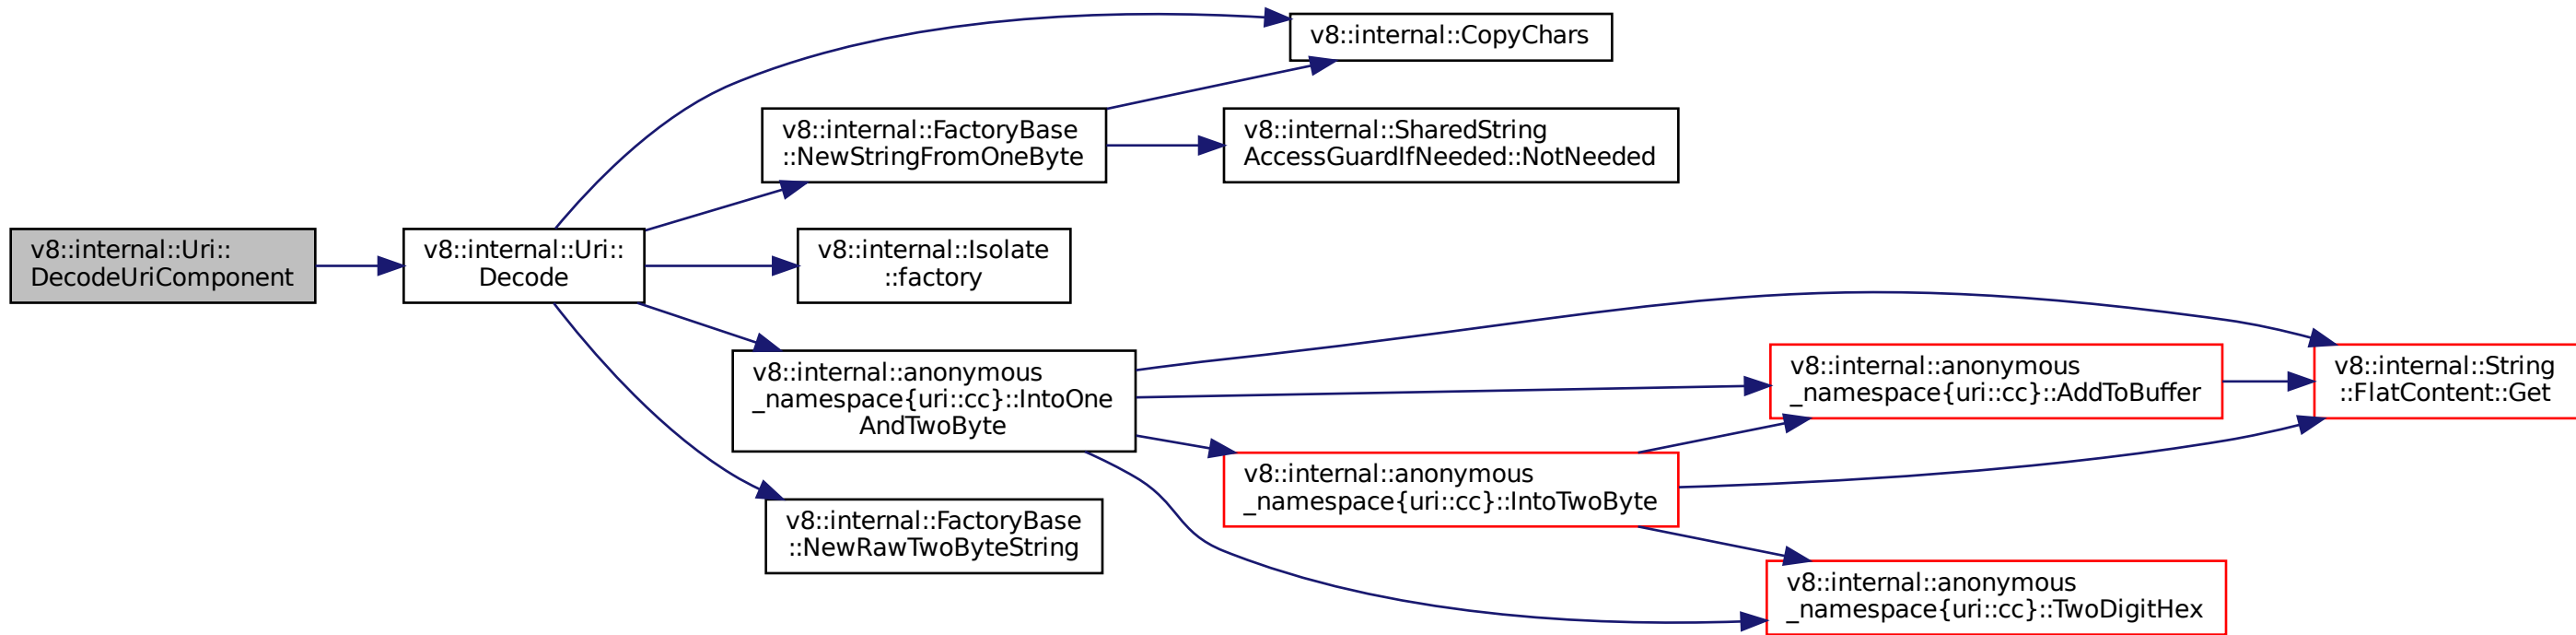 v8::internal::Uri::
DecodeUriComponent
v8::internal::Uri::
Decode
v8::internal::CopyChars
v8::internal::FactoryBase
::NewStringFromOneByte
v8::internal::SharedString
AccessGuardIfNeeded::NotNeeded
v8::internal::Isolate
::factory
v8::internal::anonymous
_namespace{uri::cc}::IntoOne
AndTwoByte
v8::internal::FactoryBase
::NewRawTwoByteString
v8::internal::anonymous
_namespace{uri::cc}::IntoTwoByte
v8::internal::anonymous
_namespace{uri::cc}::AddToBuffer
v8::internal::String
::FlatContent::Get
v8::internal::anonymous
_namespace{uri::cc}::TwoDigitHex